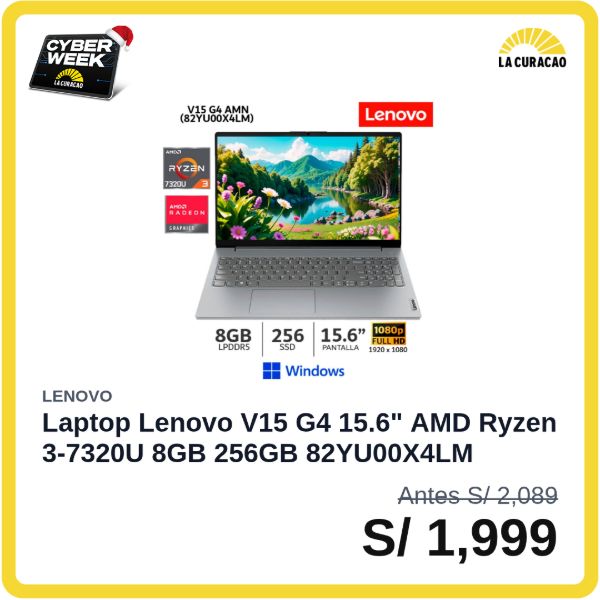 CYBER
WEEK
LA CURACAO
LA CURACAO
V15 G4 AMN
(82YU00X4LM)
Lenovo
AMD
RYZEN
7320U 3
AMD
RADEON
GRAPHICS
Lenovo
8GB
LPDDR5
256
SSD
15.6”
PANTALLA
1080p
FULL HD
1920 x 1080
Windows
LENOVO
Laptop Lenovo V15 G4 15.6" AMD Ryzen
3-7320U 8GB 256GB 82YU00X4LM
Antes S/ 2,089
S/ 1,999